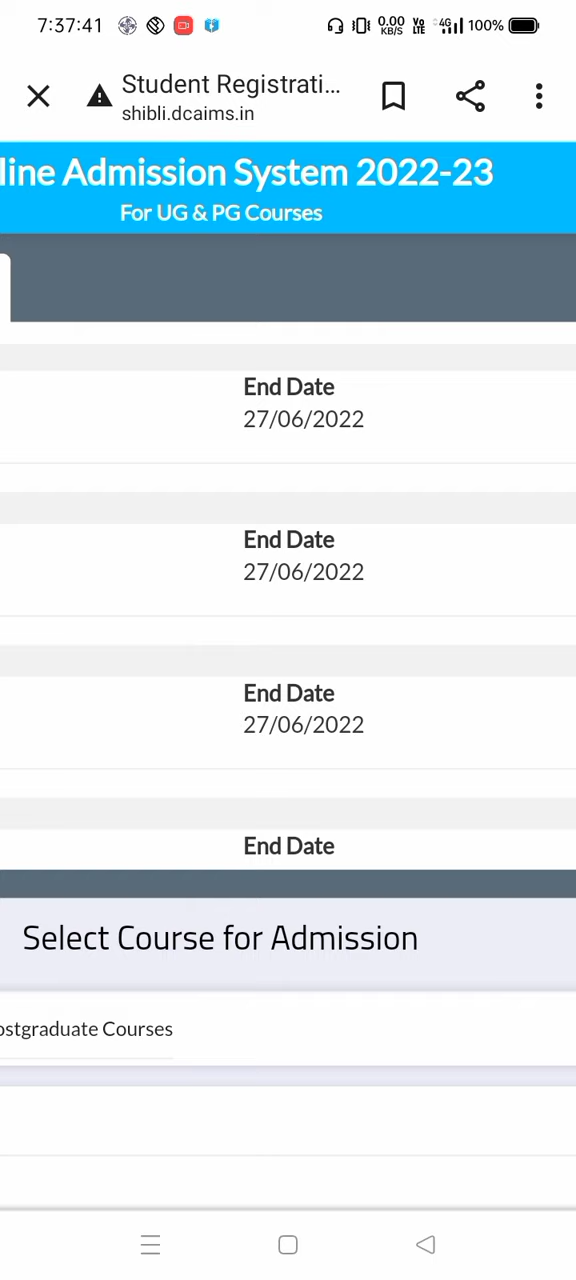 7:37:41 0.00 KB/S Vo LTE 4G 100%
Student Registrati...
shibli.dcaims.in
line Admission System 2022-23
For UG & PG Courses
End Date
27/06/2022
End Date
27/06/2022
End Date
27/06/2022
End Date
Select Course for Admission
ostgraduate Courses